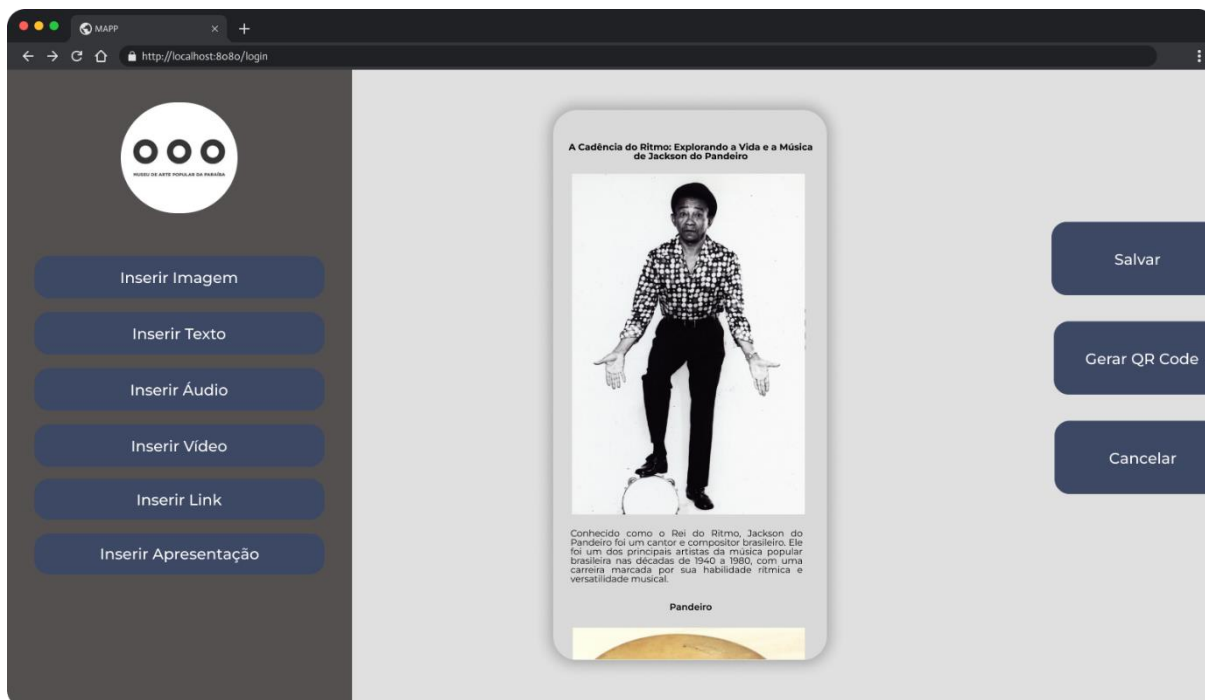 MAPP
http://localhost:8080/login
MUSEU DE ARTE POPULAR DA PARAÍBA
Inserir Imagem
Inserir Texto
Inserir Áudio
Inserir Vídeo
Inserir Link
Inserir Apresentação
A Cadência do Ritmo: Explorando a Vida e a Música
de Jackson do Pandeiro
Conhecido como o Rei do Ritmo, Jackson do
Pandeiro foi um cantor e compositor brasileiro. Ele
foi um dos principais artistas da música popular
brasileira nas décadas de 1940 a 1980, com uma
carreira marcada por sua habilidade rítmica e
versatilidade musical.
Pandeiro
Salvar
Gerar QR Code
Cancelar